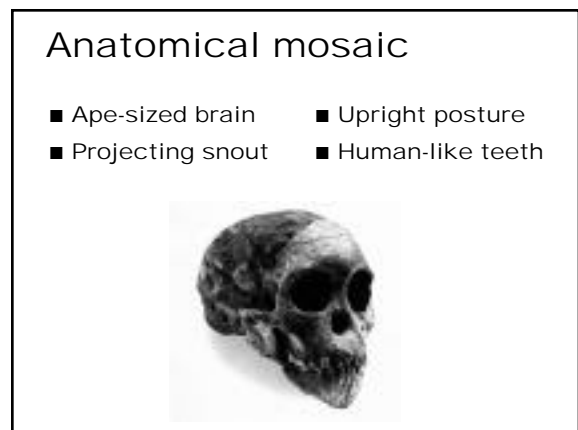 Anatomical mosaic
■ Ape-sized brain
■ Projecting snout
■ Upright posture
■ Human-like teeth